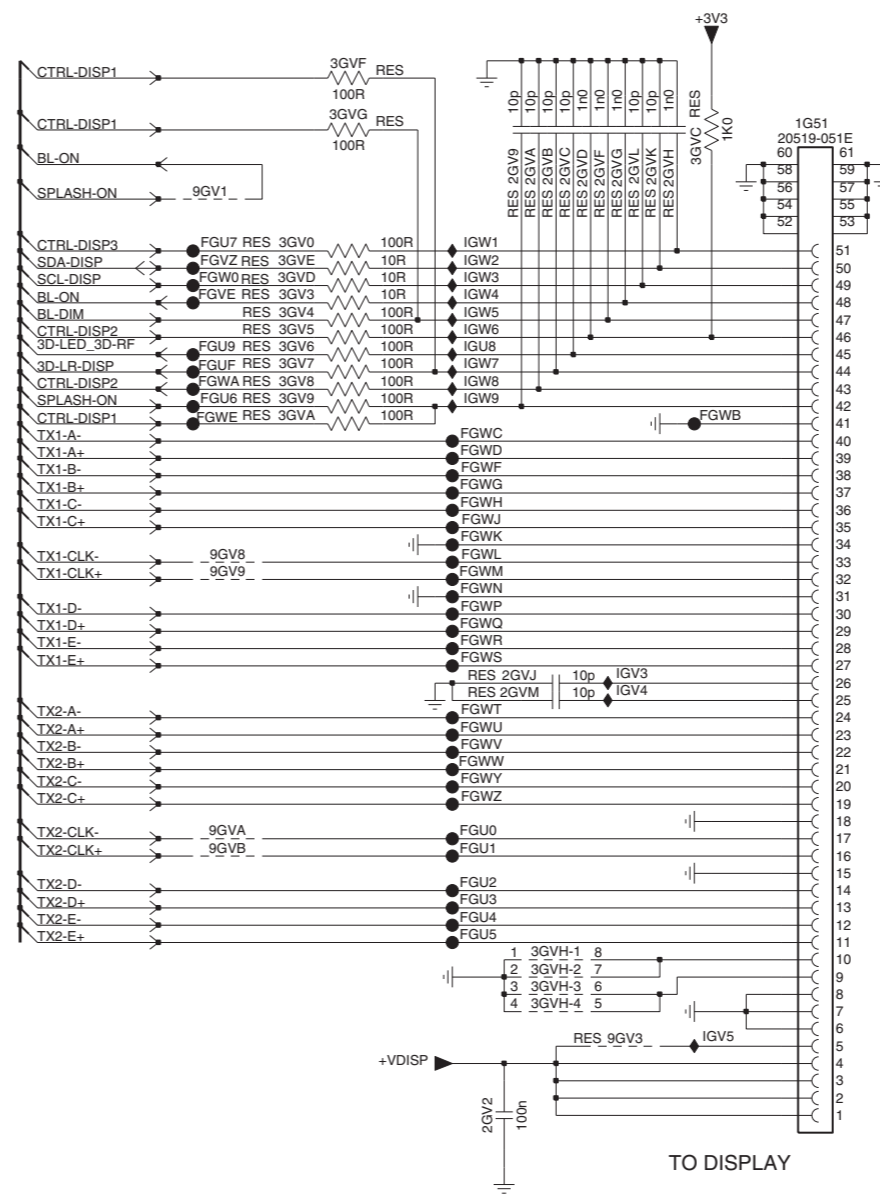 +3V3
CTRL-DISP1 3GVF RES
100R
CTRL-DISP1 3GVG RES
100R
BL-ON
SPLASH-ON 9GV1
10p 10p 10p 10p 1n0 1n0 1n0 10p 10p 1n0
RES 2GV9
RES 2GVA
RES 2GVB
RES 2GVC
RES 2GVD
RES 2GVF
RES 2GVG
RES 2GVL
RES 2GVK
RES 2GVH
3GVC RES
1K0
1G51
20519-051E
60 61
58 59
56 57
54 55
52 53
CTRL-DISP3 FGU7 RES 3GV0 100R IGW1 51
SDA-DISP FGVZ RES 3GVE 10R IGW2 50
SCL-DISP FGW0 RES 3GVD 10R IGW3 49
BL-ON FGVE RES 3GV3 10R IGW4 48
BL-DIM RES 3GV4 100R IGW5 47
CTRL-DISP2 RES 3GV5 100R IGW6 46
3D-LED_3D-RF FGU9 RES 3GV6 100R IGU8 45
3D-LR-DISP FGUF RES 3GV7 100R IGW7 44
CTRL-DISP2 FGWA RES 3GV8 100R IGW8 43
SPLASH-ON FGU6 RES 3GV9 100R IGW9 42
CTRL-DISP1 FGWE RES 3GVA 100R FGWB 41
TX1-A- FGWC 40
TX1-A+ FGWD 39
TX1-B- FGWF 38
TX1-B+ FGWG 37
TX1-C- FGWH 36
TX1-C+ FGWJ 35
FGWK 34
TX1-CLK- 9GV8 FGWL 33
TX1-CLK+ 9GV9 FGWM 32
FGWN 31
TX1-D- FGWP 30
TX1-D+ FGWQ 29
TX1-E- FGWR 28
TX1-E+ FGWS 27
RES 2GVJ 10p IGV3 26
RES 2GVM 10p IGV4 25
TX2-A- FGWT 24
TX2-A+ FGWU 23
TX2-B- FGWV 22
TX2-B+ FGWW 21
TX2-C- FGWY 20
TX2-C+ FGWZ 19
18
TX2-CLK- 9GVA FGU0 17
TX2-CLK+ 9GVB FGU1 16
15
TX2-D- FGU2 14
TX2-D+ FGU3 13
TX2-E- FGU4 12
TX2-E+ FGU5 11
1 3GVH-1 8 10
2 3GVH-2 7 9
3 3GVH-3 6 8
4 3GVH-4 5 7
6
RES 9GV3 IGV5 5
+VDISP 4
3
2
2GV2 100n 1
TO DISPLAY